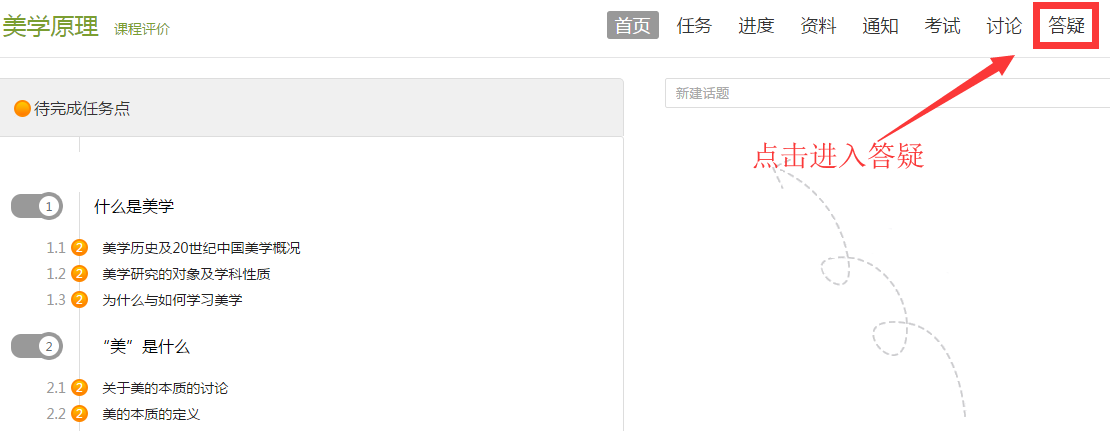 美学原理 课程评价 首页 任务 进度 资料 通知 考试 讨论 答疑
待完成任务点
新建话题
点击进入答疑
1 什么是美学
1.1 2 美学历史及20世纪中国美学概况
1.2 2 美学研究的对象及学科性质
1.3 2 为什么与如何学习美学
2 “美”是什么
2.1 2 关于美的本质的讨论
2.2 2 美的本质的定义